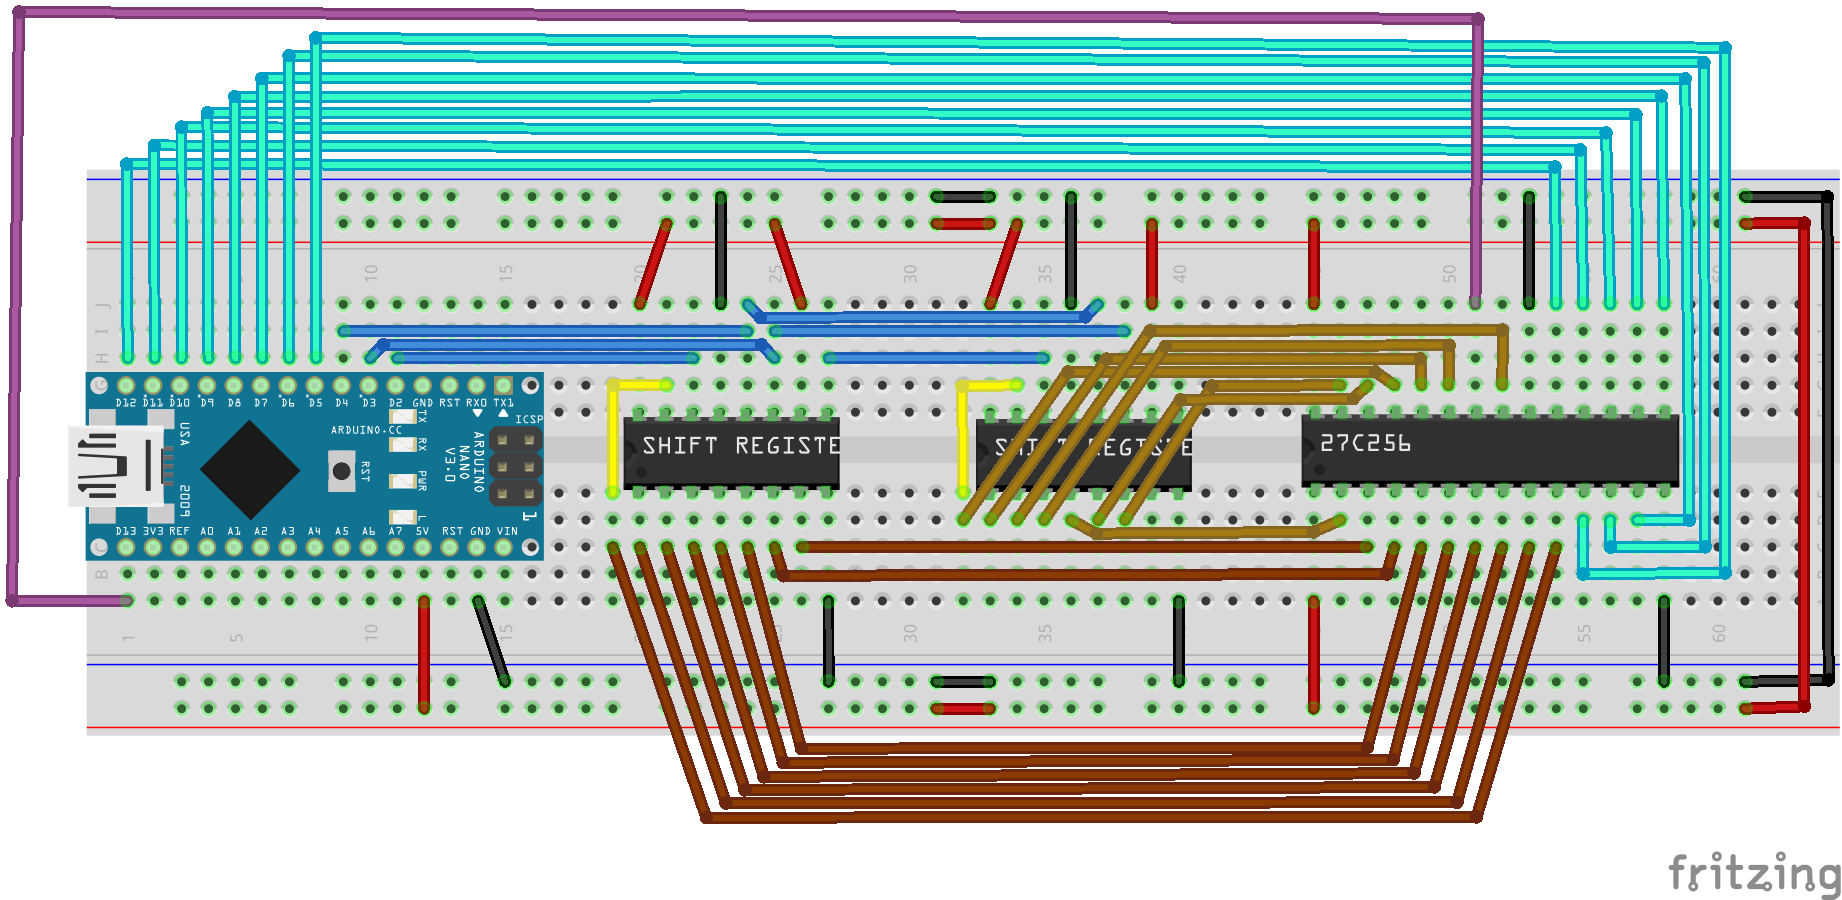 10 15 20 25 30 35 40 50 60
J
I
H
G
D12 D11 D10 D9 D8 D7 D6 D5 D4 D3 D2 GND RST RX0 TX1
ICSP
USA
TX
RX
PWR
L
ARDUINO.CC
RST
ARDUINO
NANO
V3.0
SHIFT REGISTE
SHIFT REGISTE
27C256
2009
1
D13 3V3 REF A0 A1 A2 A3 A4 A5 A6 A7 5V RST GND VIN
C
B
1 5 10 15 30 35 55 60
fritzing